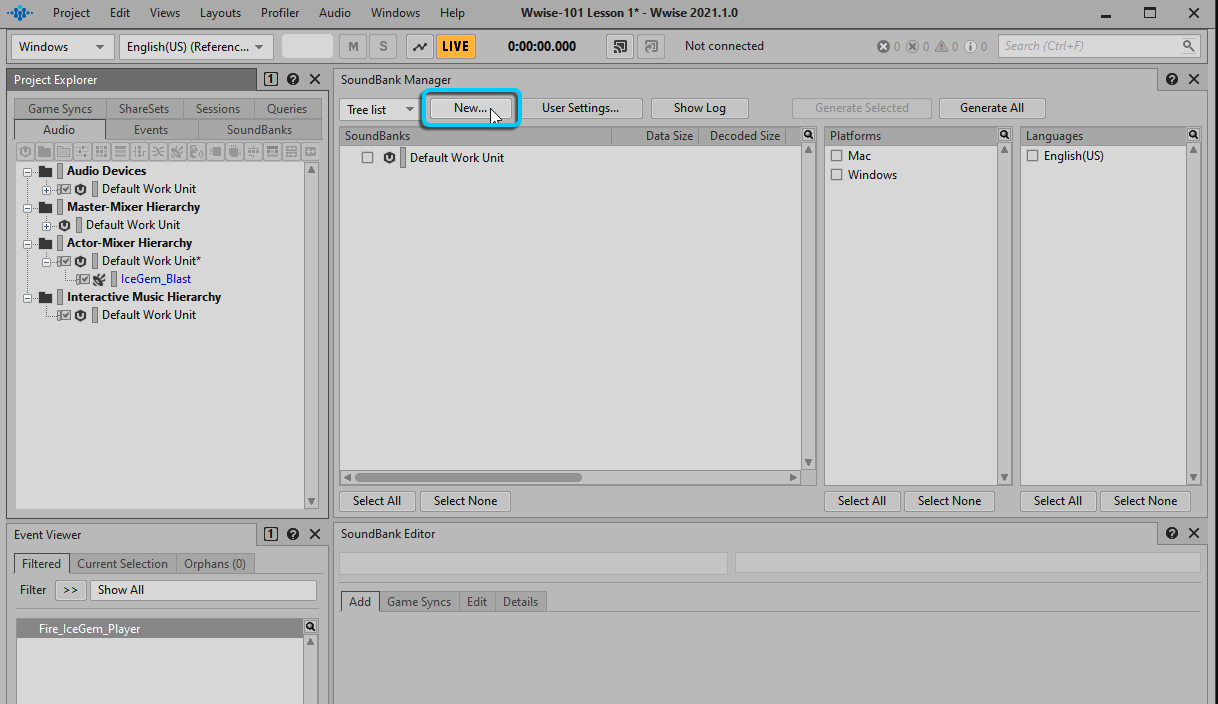 Project Edit Views Layouts Profiler Audio Windows Help Wwise-101 Lesson 1* - Wwise 2021.1.0
Windows English(US) (Referenc... M S LIVE 0:00:00.000 Not connected 0 0 0 0 Search (Ctrl+F)
Project Explorer 1
Game Syncs ShareSets Sessions Queries
Audio Events SoundBanks
Audio Devices
Default Work Unit
Master-Mixer Hierarchy
Default Work Unit
Actor-Mixer Hierarchy
Default Work Unit*
IceGem_Blast
Interactive Music Hierarchy
Default Work Unit
SoundBank Manager
Tree list New... User Settings... Show Log Generate Selected Generate All
SoundBanks Data Size Decoded Size
Default Work Unit
Select All Select None
Platforms
Mac
Windows
Select All Select None
Languages
English(US)
Select All Select None
Event Viewer 1
Filtered Current Selection Orphans (0)
Filter >> Show All
Fire_IceGem_Player
SoundBank Editor
Add Game Syncs Edit Details